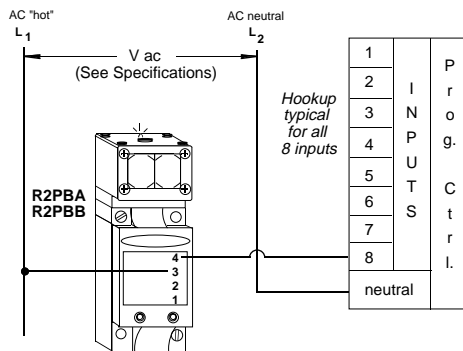 AC "hot"
L1
AC neutral
L2
V ac
(See Specifications)
Hookup
typical
for all
8 inputs
R2PBA
R2PBB
4
3
2
1
1
2
3
4
5
6
7
8
neutral
INPUTS
Prog. Ctrl.